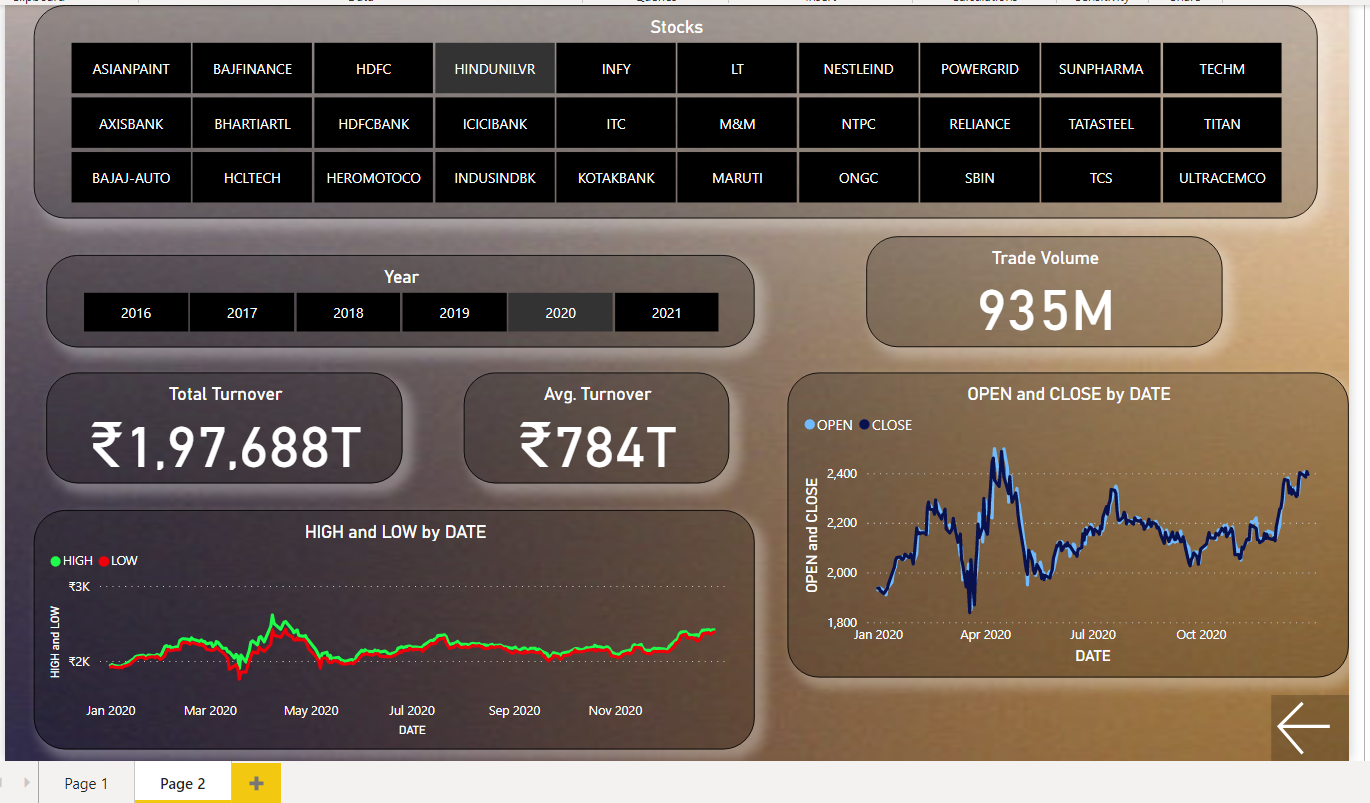 Stocks
ASIANPAINT BAJFINANCE HDFC HINDUNILVR INFY LT NESTLEIND POWERGRID SUNPHARMA TECHM
AXISBANK BHARTIARTL HDFCBANK ICICIBANK ITC M&M NTPC RELIANCE TATASTEEL TITAN
BAJAJ-AUTO HCLTECH HEROMOTOCO INDUSINDBK KOTAKBANK MARUTI ONGC SBIN TCS ULTRACEMCO
Year
2016 2017 2018 2019 2020 2021
Trade Volume
935M
Total Turnover
₹1,97,688T
Avg. Turnover
₹784T
OPEN and CLOSE by DATE
OPEN CLOSE
OPEN and CLOSE
2,400
2,200
2,000
1,800
Jan 2020 Apr 2020 Jul 2020 Oct 2020
DATE
HIGH and LOW by DATE
HIGH LOW
HIGH and LOW
₹3K
₹2K
Jan 2020 Mar 2020 May 2020 Jul 2020 Sep 2020 Nov 2020
DATE
Page 1 Page 2